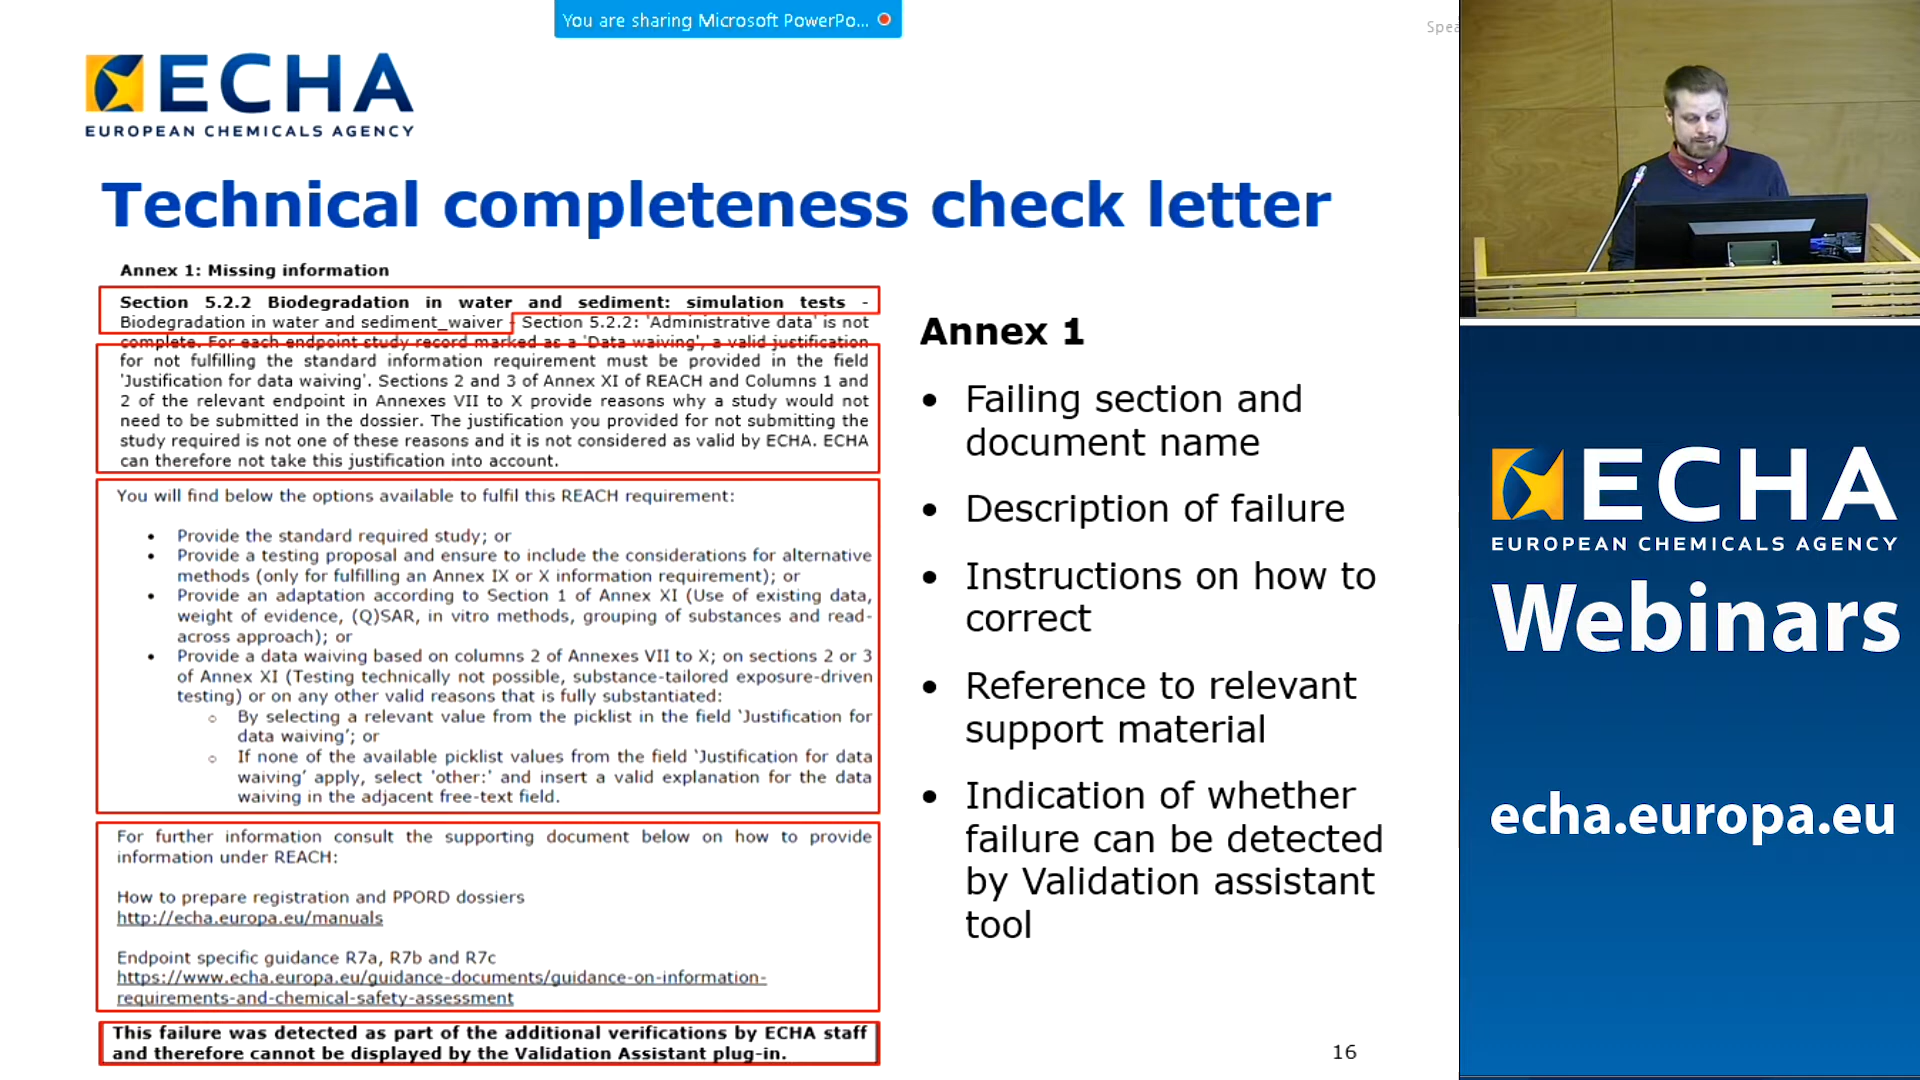 You are sharing Microsoft PowerPo...
Spea
ECHA
EUROPEAN CHEMICALS AGENCY
Technical completeness check letter
Annex 1: Missing information
Section 5.2.2 Biodegradation in water and sediment: simulation tests -
Biodegradation in water and sediment_waiver - Section 5.2.2: 'Administrative data' is not
complete. For each endpoint study record marked as a 'Data waiving', a valid justification
for not fulfilling the standard information requirement must be provided in the field
'Justification for data waiving'. Sections 2 and 3 of Annex XI of REACH and Columns 1 and
2 of the relevant endpoint in Annexes VII to X provide reasons why a study would not
need to be submitted in the dossier. The justification you provided for not submitting the
study required is not one of these reasons and it is not considered as valid by ECHA. ECHA
can therefore not take this justification into account.
You will find below the options available to fulfil this REACH requirement:
• Provide the standard required study; or
• Provide a testing proposal and ensure to include the considerations for alternative
methods (only for fulfilling an Annex IX or X information requirement); or
• Provide an adaptation according to Section 1 of Annex XI (Use of existing data,
weight of evidence, (Q)SAR, in vitro methods, grouping of substances and read-
across approach); or
• Provide a data waiving based on columns 2 of Annexes VII to X; on sections 2 or 3
of Annex XI (Testing technically not possible, substance-tailored exposure-driven
testing) or on any other valid reasons that is fully substantiated:
○ By selecting a relevant value from the picklist in the field 'Justification for
data waiving'; or
○ If none of the available picklist values from the field 'Justification for data
waiving' apply, select 'other:' and insert a valid explanation for the data
waiving in the adjacent free-text field.
For further information consult the supporting document below on how to provide
information under REACH:
How to prepare registration and PPORD dossiers
http://echa.europa.eu/manuals
Endpoint specific guidance R7a, R7b and R7c
https://www.echa.europa.eu/guidance-documents/guidance-on-information-
requirements-and-chemical-safety-assessment
This failure was detected as part of the additional verifications by ECHA staff
and therefore cannot be displayed by the Validation Assistant plug-in.
Annex 1
• Failing section and
document name
• Description of failure
• Instructions on how to
correct
• Reference to relevant
support material
• Indication of whether
failure can be detected
by Validation assistant
tool
16
ECHA
EUROPEAN CHEMICALS AGENCY
Webinars
echa.europa.eu